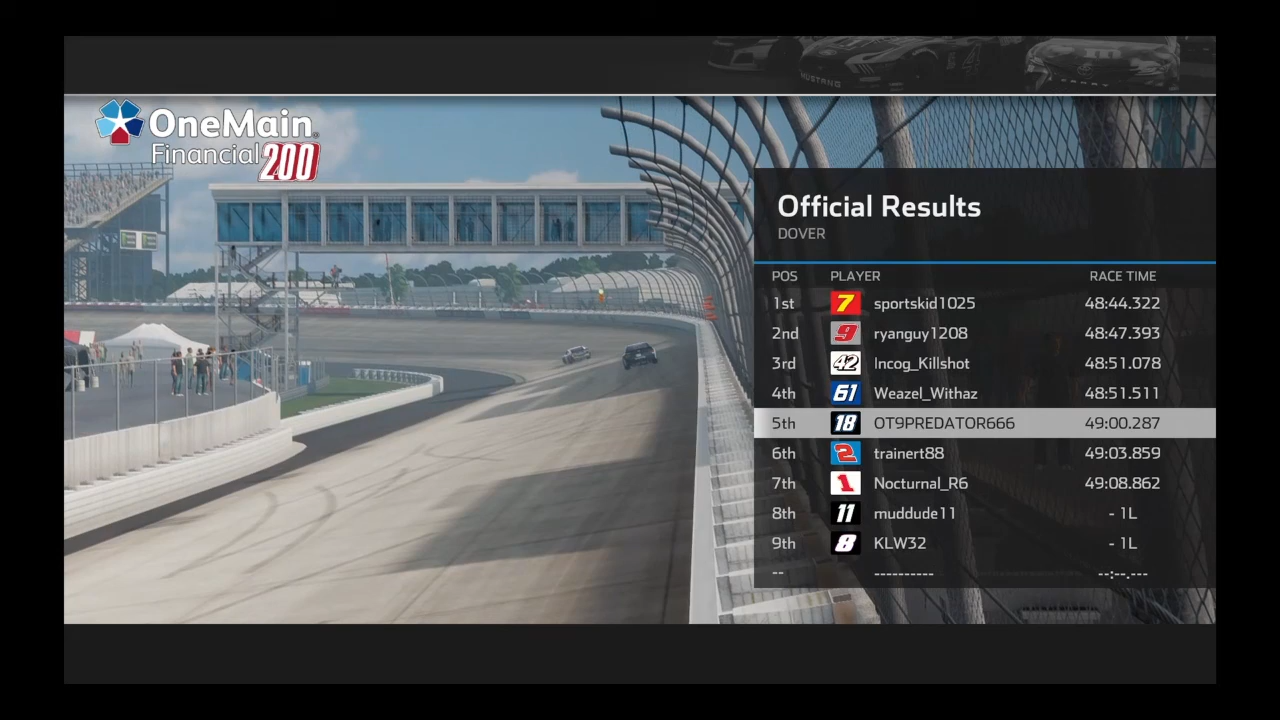 MUSTANG
OneMain
Financial 200
Official Results
DOVER
POS PLAYER RACE TIME
1st 7 sportskid1025 48:44.322
2nd 9 ryanguy1208 48:47.393
3rd 42 Incog_Killshot 48:51.078
4th 61 Weazel_Withaz 48:51.511
5th 18 OT9PREDATOR666 49:00.287
6th 2 trainert88 49:03.859
7th 1 Nocturnal_R6 49:08.862
8th 11 muddude11 - 1L
9th 8 KLW32 - 1L
-- ---------- --:--.---